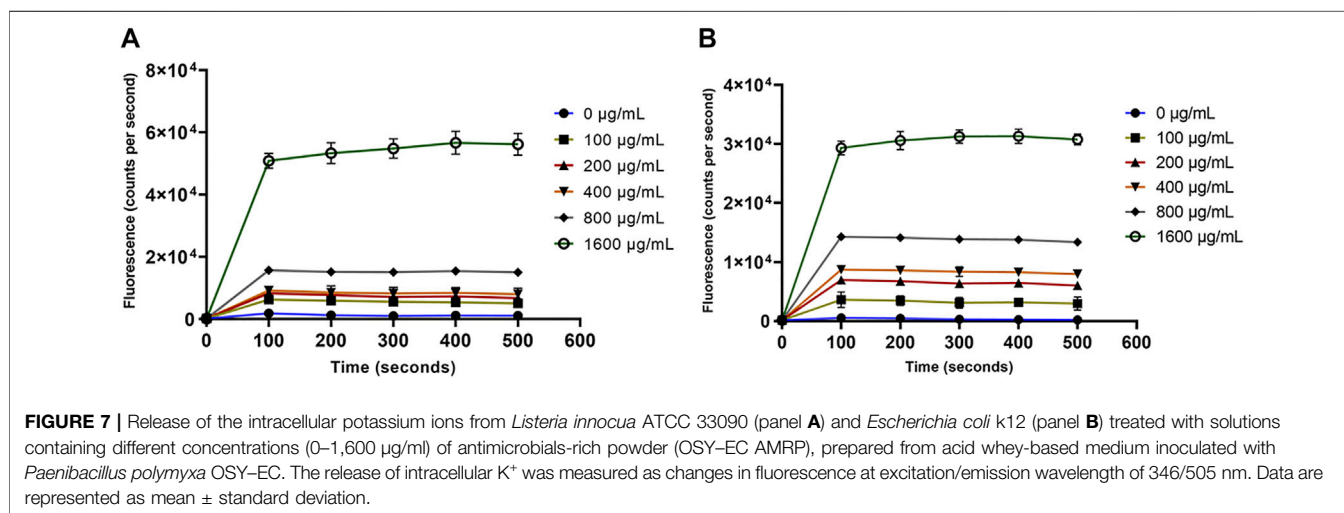 A
Fluorescence (counts per second)
8×10⁴
6×10⁴
4×10⁴
2×10⁴
0
0 100 200 300 400 500 600
Time (seconds)
0 µg/mL
100 µg/mL
200 µg/mL
400 µg/mL
800 µg/mL
1600 µg/mL
B
Fluorescence (counts per second)
4×10⁴
3×10⁴
2×10⁴
1×10⁴
0
0 100 200 300 400 500 600
Time (seconds)
0 µg/mL
100 µg/mL
200 µg/mL
400 µg/mL
800 µg/mL
1600 µg/mL
FIGURE 7 | Release of the intracellular potassium ions from Listeria innocua ATCC 33090 (panel A) and Escherichia coli k12 (panel B) treated with solutions
containing different concentrations (0–1,600 µg/ml) of antimicrobials-rich powder (OSY–EC AMRP), prepared from acid whey-based medium inoculated with
Paenibacillus polymyxa OSY–EC. The release of intracellular K⁺ was measured as changes in fluorescence at excitation/emission wavelength of 346/505 nm. Data are
represented as mean ± standard deviation.